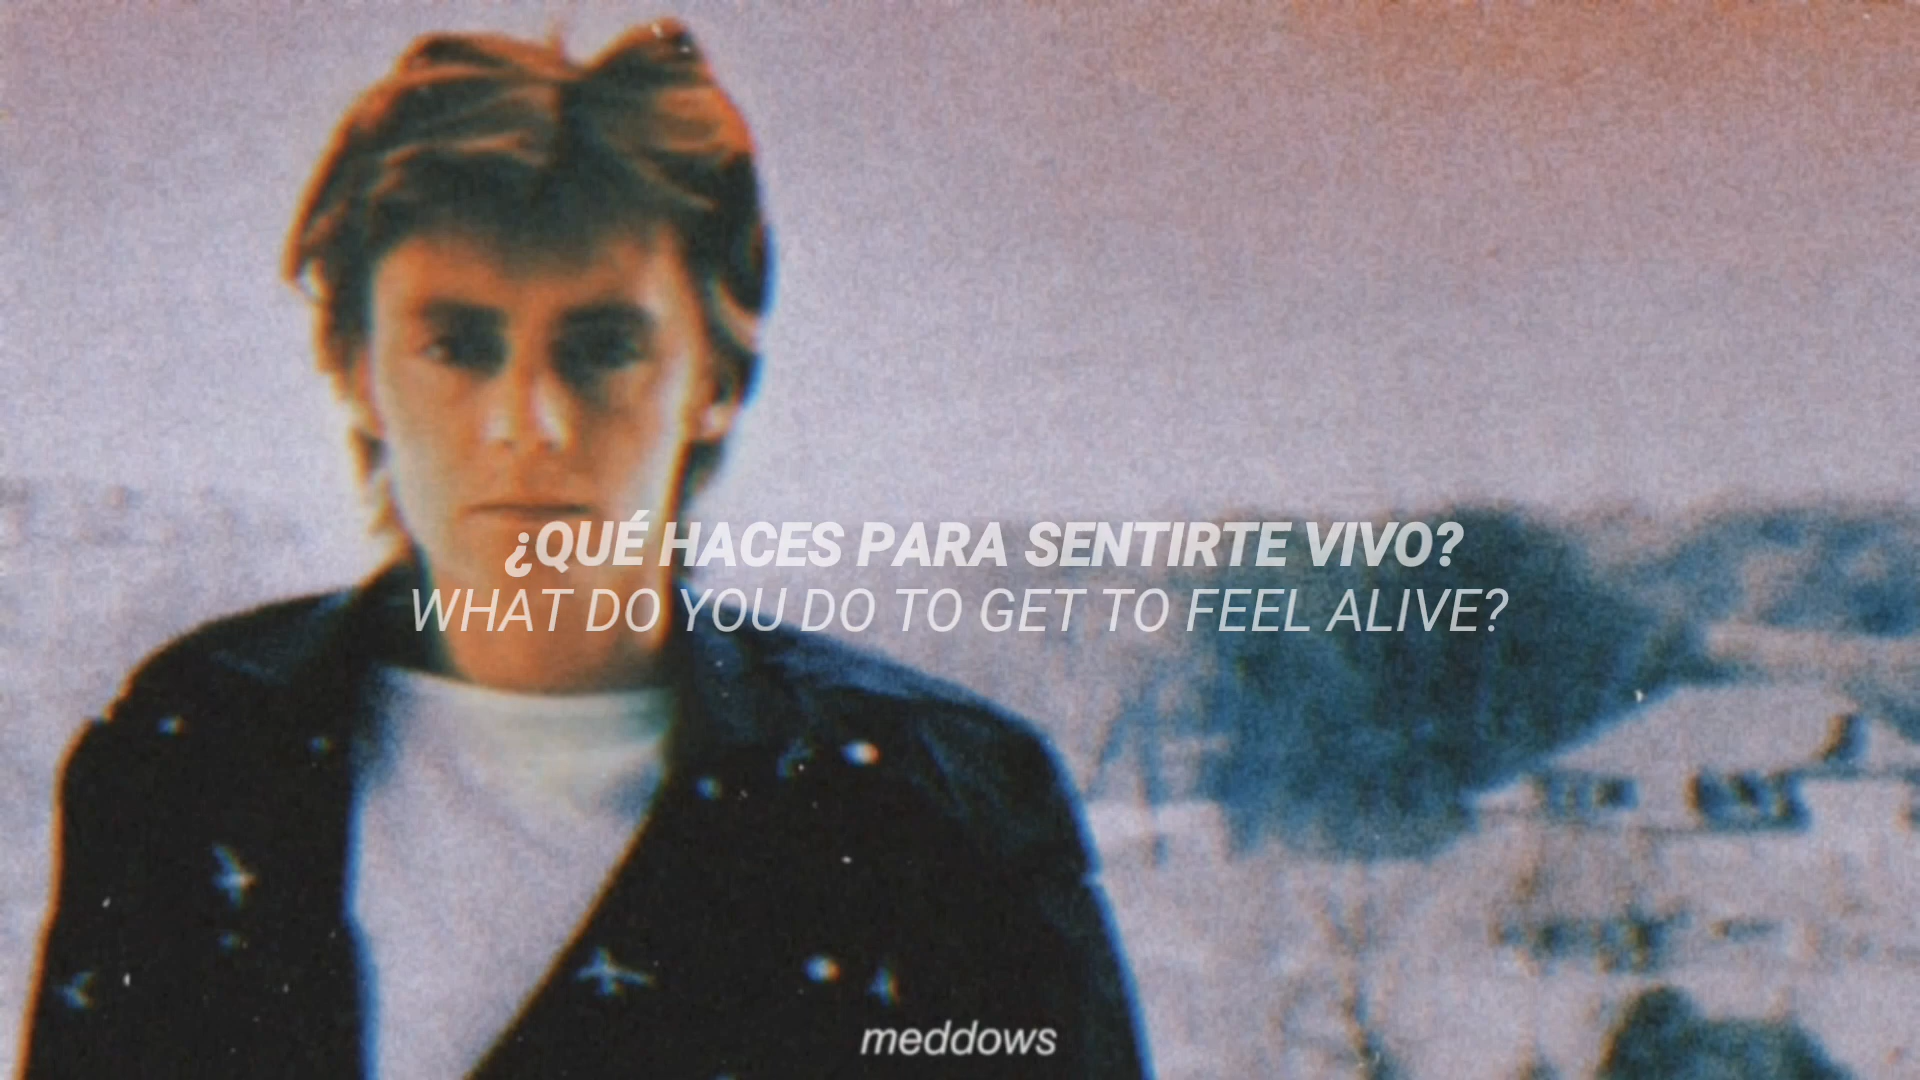 ¿QUÉ HACES PARA SENTIRTE VIVO?
WHAT DO YOU DO TO GET TO FEEL ALIVE?
meddows